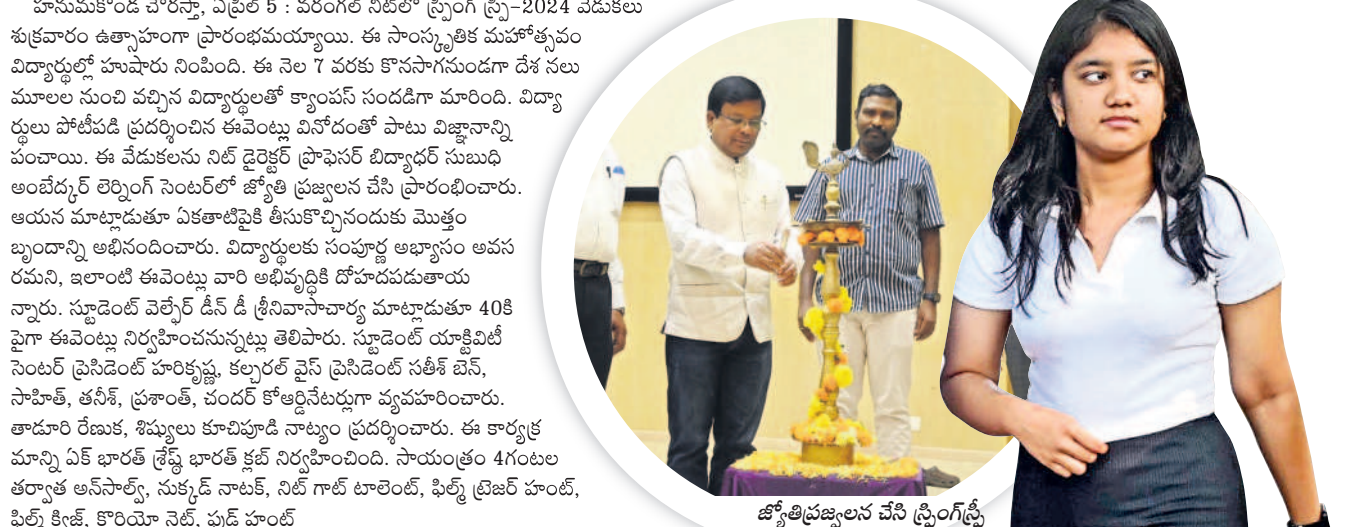 హనుమకొండ చౌరస్తా, ఏప్రిల్ 5 : వరంగల్ నిట్‌లో స్ప్రింగ్ స్ప్రీ-2024 వేడుకలు
శుక్రవారం ఉత్సాహంగా ప్రారంభమయ్యాయి. ఈ సాంస్కృతిక మహోత్సవం
విద్యార్థుల్లో హుషారు నింపింది. ఈ నెల 7 వరకు కొనసాగనుండగా దేశ నలు
మూలల నుంచి వచ్చిన విద్యార్థులతో క్యాంపస్ సందడిగా మారింది. విద్యా
ర్థులు పోటీపడి ప్రదర్శించిన ఈవెంట్లు వినోదంతో పాటు విజ్ఞానాన్ని
పంచాయి. ఈ వేడుకలను నిట్ డైరెక్టర్ ప్రొఫెసర్ బిద్యాధర్ సుబుధి
అంబేద్కర్ లెర్నింగ్ సెంటర్‌లో జ్యోతి ప్రజ్వలన చేసి ప్రారంభించారు.
ఆయన మాట్లాడుతూ ఏకతాటిపైకి తీసుకొచ్చినందుకు మొత్తం
బృందాన్ని అభినందించారు. విద్యార్థులకు సంపూర్ణ అభ్యాసం అవస
రమని, ఇలాంటి ఈవెంట్లు వారి అభివృద్ధికి దోహదపడుతాయ
న్నారు. స్టూడెంట్ వెల్ఫేర్ డీన్ డీ శ్రీనివాసాచార్య మాట్లాడుతూ 40కి
పైగా ఈవెంట్లు నిర్వహించనున్నట్లు తెలిపారు. స్టూడెంట్ యాక్టివిటీ
సెంటర్ ప్రెసిడెంట్ హరికృష్ణ, కల్చరల్ వైస్ ప్రెసిడెంట్ సతీశ్ బెన్,
సాహిత్, తనీశ్, ప్రశాంత్, చందర్ కోఆర్డినేటర్లుగా వ్యవహరించారు.
తాడూరి రేణుక, శిష్యులు కూచిపూడి నాట్యం ప్రదర్శించారు. ఈ కార్యక్ర
మాన్ని ఏక్ భారత్ శ్రేష్ఠ్ భారత్ క్లబ్ నిర్వహించింది. సాయంత్రం 4గంటల
తర్వాత అన్‌సాల్వ్, నుక్కడ్ నాటక్, నిట్ గాట్ టాలెంట్, ఫిల్మ్ ట్రెజర్ హంట్,
ఫిల్మ్ క్విజ్, కొరియో నైట్, ఫుడ్ హంట్
జ్యోతిప్రజ్వలన చేసి స్ప్రింగ్‌స్ప్రీ